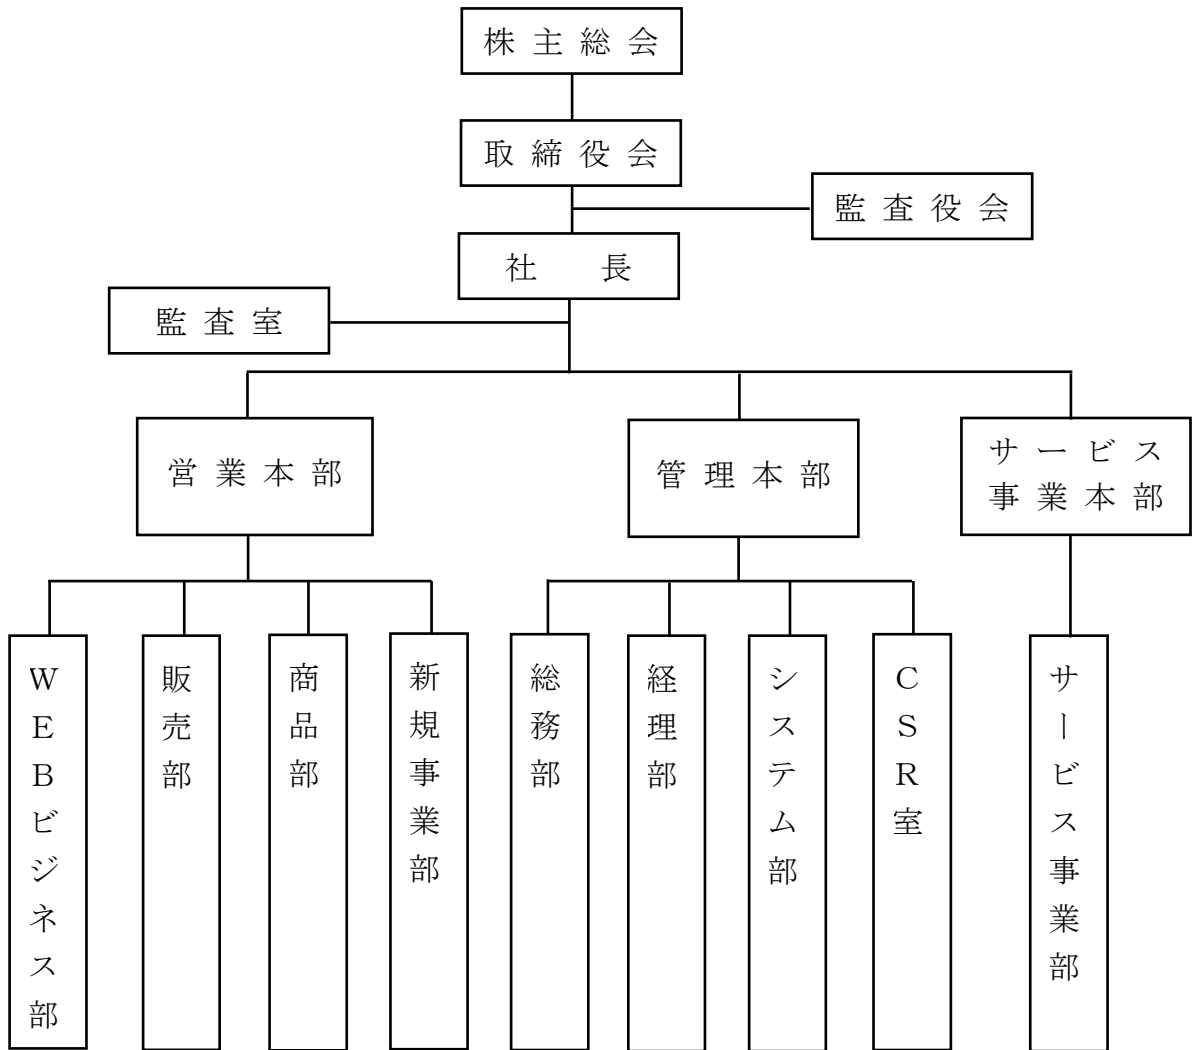 株主総会
取締役会
監査役会
社長
監査室
営業本部
管理本部
サービス
事業本部
WEBビジネス部
販売部
商品部
新規事業部
総務部
経理部
システム部
CSR室
サービス事業部